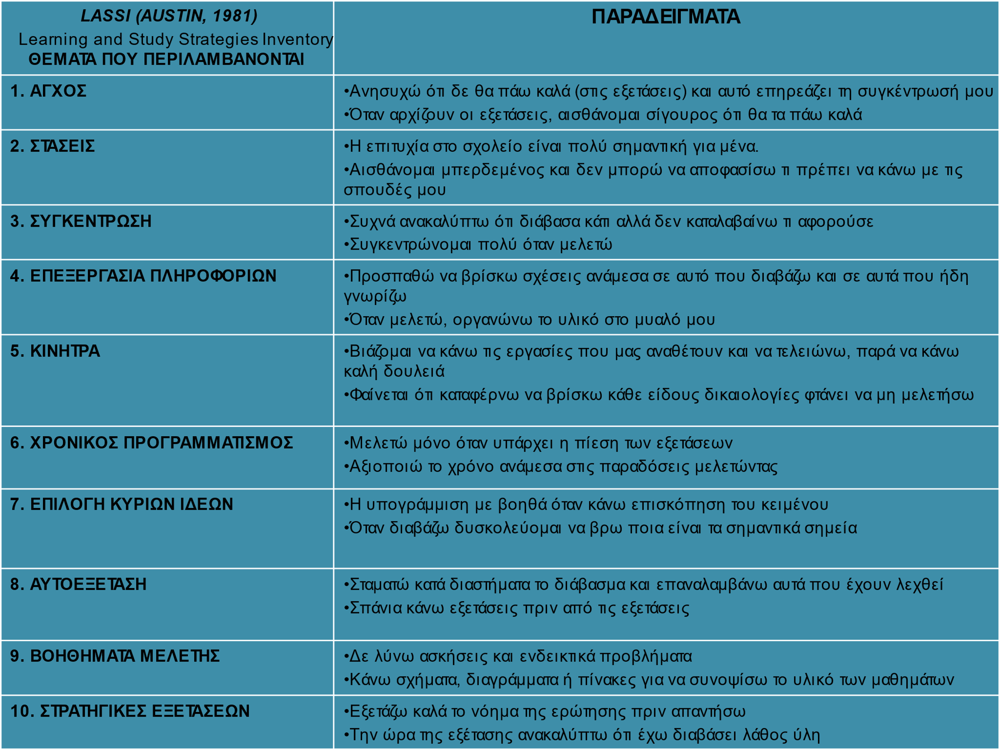 LASSI (AUSTIN, 1981)
Learning and Study Strategies Inventory
ΘΕΜΑΤΑ ΠΟΥ ΠΕΡΙΛΑΜΒΑΝΟΝΤΑΙ
ΠΑΡΑΔΕΙΓΜΑΤΑ
1. ΑΓΧΟΣ
•Ανησυχώ ότι δε θα πάω καλά (στις εξετάσεις) και αυτό επηρεάζει τη συγκέντρωσή μου
•Όταν αρχίζουν οι εξετάσεις, αισθάνομαι σίγουρος ότι θα τα πάω καλά
2. ΣΤΑΣΕΙΣ
•Η επιτυχία στο σχολείο είναι πολύ σημαντική για μένα.
•Αισθάνομαι μπερδεμένος και δεν μπορώ να αποφασίσω τι πρέπει να κάνω με τις
σπουδές μου
3. ΣΥΓΚΕΝΤΡΩΣΗ
•Συχνά ανακαλύπτω ότι διάβασα κάτι αλλά δεν καταλαβαίνω τι αφορούσε
•Συγκεντρώνομαι πολύ όταν μελετώ
4. ΕΠΕΞΕΡΓΑΣΙΑ ΠΛΗΡΟΦΟΡΙΩΝ
•Προσπαθώ να βρίσκω σχέσεις ανάμεσα σε αυτό που διαβάζω και σε αυτά που ήδη
γνωρίζω
•Όταν μελετώ, οργανώνω το υλικό στο μυαλό μου
5. ΚΙΝΗΤΡΑ
•Βιάζομαι να κάνω τις εργασίες που μας αναθέτουν και να τελειώνω, παρά να κάνω
καλή δουλειά
•Φαίνεται ότι καταφέρνω να βρίσκω κάθε είδους δικαιολογίες φτάνει να μη μελετήσω
6. ΧΡΟΝΙΚΟΣ ΠΡΟΓΡΑΜΜΑΤΙΣΜΟΣ
•Μελετώ μόνο όταν υπάρχει η πίεση των εξετάσεων
•Αξιοποιώ το χρόνο ανάμεσα στις παραδόσεις μελετώντας
7. ΕΠΙΛΟΓΗ ΚΥΡΙΩΝ ΙΔΕΩΝ
•Η υπογράμμιση με βοηθά όταν κάνω επισκόπηση του κειμένου
•Όταν διαβάζω δυσκολεύομαι να βρω ποια είναι τα σημαντικά σημεία
8. ΑΥΤΟΕΞΕΤΑΣΗ
•Σταματώ κατά διαστήματα το διάβασμα και επαναλαμβάνω αυτά που έχουν λεχθεί
•Σπάνια κάνω εξετάσεις πριν από τις εξετάσεις
9. ΒΟΗΘΗΜΑΤΑ ΜΕΛΕΤΗΣ
•Δε λύνω ασκήσεις και ενδεικτικά προβλήματα
•Κάνω σχήματα, διαγράμματα ή πίνακες για να συνοψίσω το υλικό των μαθημάτων
10. ΣΤΡΑΤΗΓΙΚΕΣ ΕΞΕΤΑΣΕΩΝ
•Εξετάζω καλά το νόημα της ερώτησης πριν απαντήσω
•Την ώρα της εξέτασης ανακαλύπτω ότι έχω διαβάσει λάθος ύλη